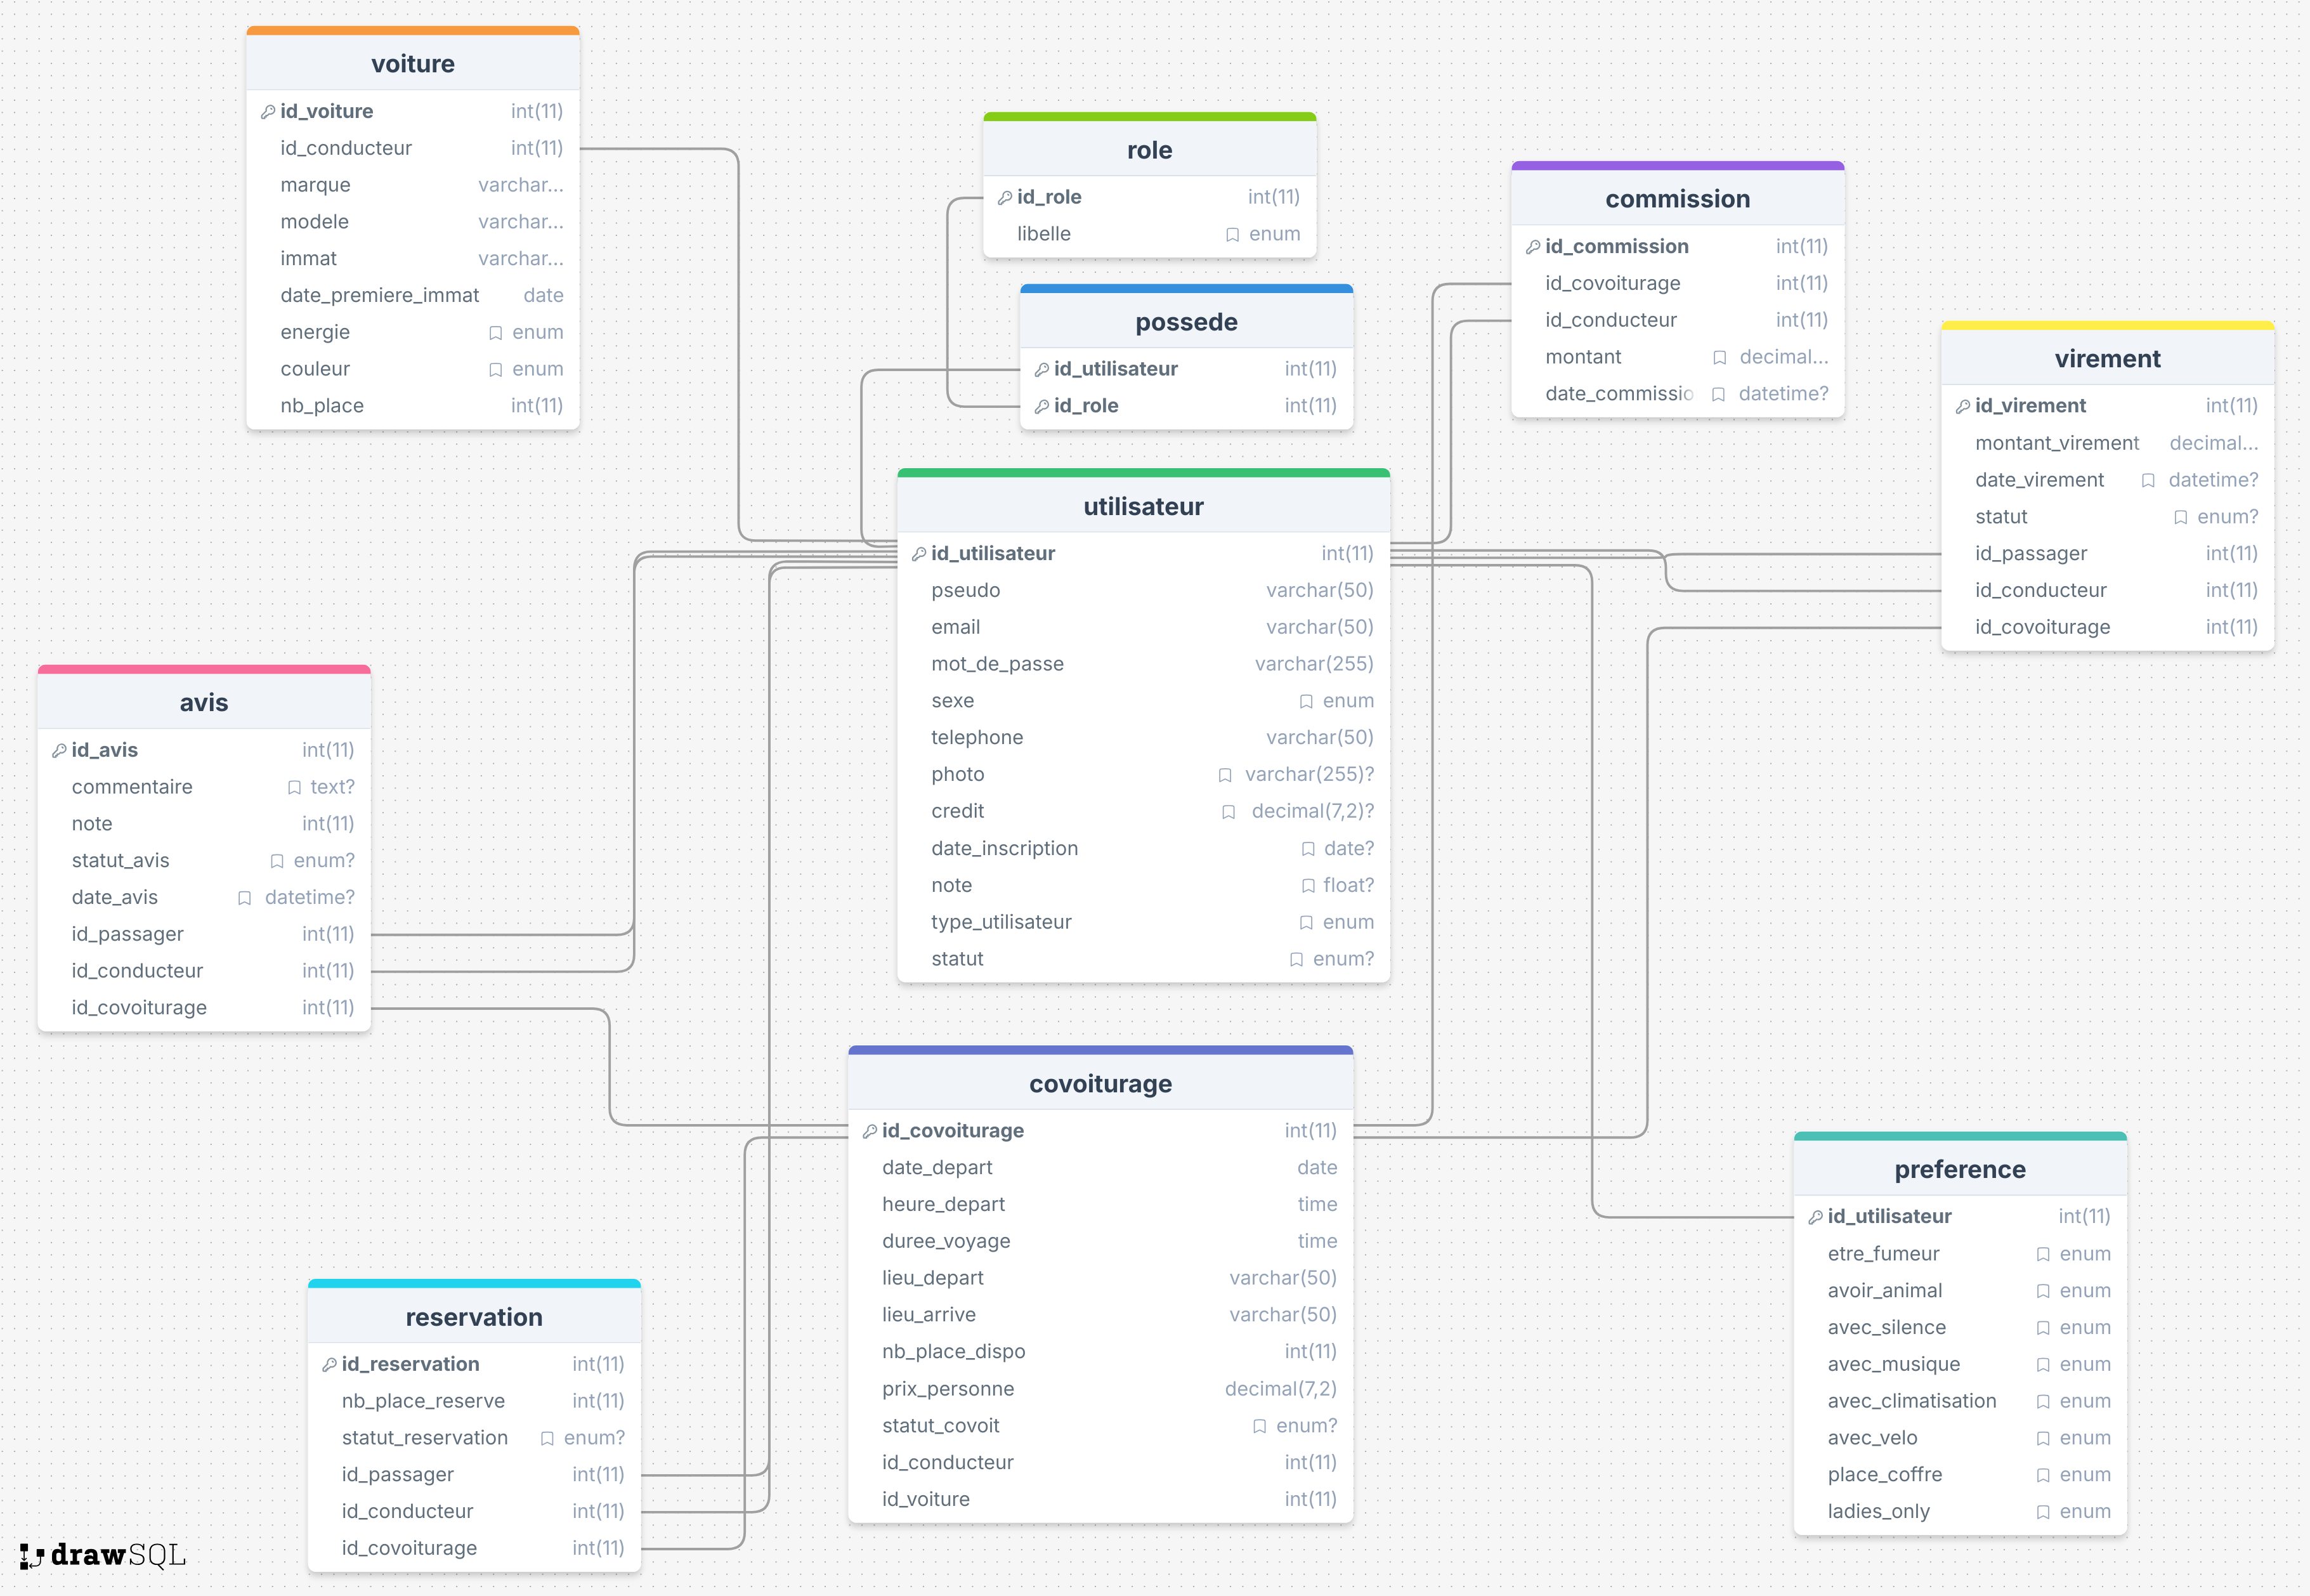 voiture
id_voiture int(11)
id_conducteur int(11)
marque varchar...
modele varchar...
immat varchar...
date_premiere_immat date
energie enum
couleur enum
nb_place int(11)
role
id_role int(11)
libelle enum
possede
id_utilisateur int(11)
id_role int(11)
commission
id_commission int(11)
id_covoiturage int(11)
id_conducteur int(11)
montant decimal...
date_commissio datetime?
virement
id_virement int(11)
montant_virement decimal...
date_virement datetime?
statut enum?
id_passager int(11)
id_conducteur int(11)
id_covoiturage int(11)
utilisateur
id_utilisateur int(11)
pseudo varchar(50)
email varchar(50)
mot_de_passe varchar(255)
sexe enum
telephone varchar(50)
photo varchar(255)?
credit decimal(7,2)?
date_inscription date?
note float?
type_utilisateur enum
statut enum?
avis
id_avis int(11)
commentaire text?
note int(11)
statut_avis enum?
date_avis datetime?
id_passager int(11)
id_conducteur int(11)
id_covoiturage int(11)
covoiturage
id_covoiturage int(11)
date_depart date
heure_depart time
duree_voyage time
lieu_depart varchar(50)
lieu_arrive varchar(50)
nb_place_dispo int(11)
prix_personne decimal(7,2)
statut_covoit enum?
id_conducteur int(11)
id_voiture int(11)
preference
id_utilisateur int(11)
etre_fumeur enum
avoir_animal enum
avec_silence enum
avec_musique enum
avec_climatisation enum
avec_velo enum
place_coffre enum
ladies_only enum
reservation
id_reservation int(11)
nb_place_reserve int(11)
statut_reservation enum?
id_passager int(11)
id_conducteur int(11)
id_covoiturage int(11)
drawSQL